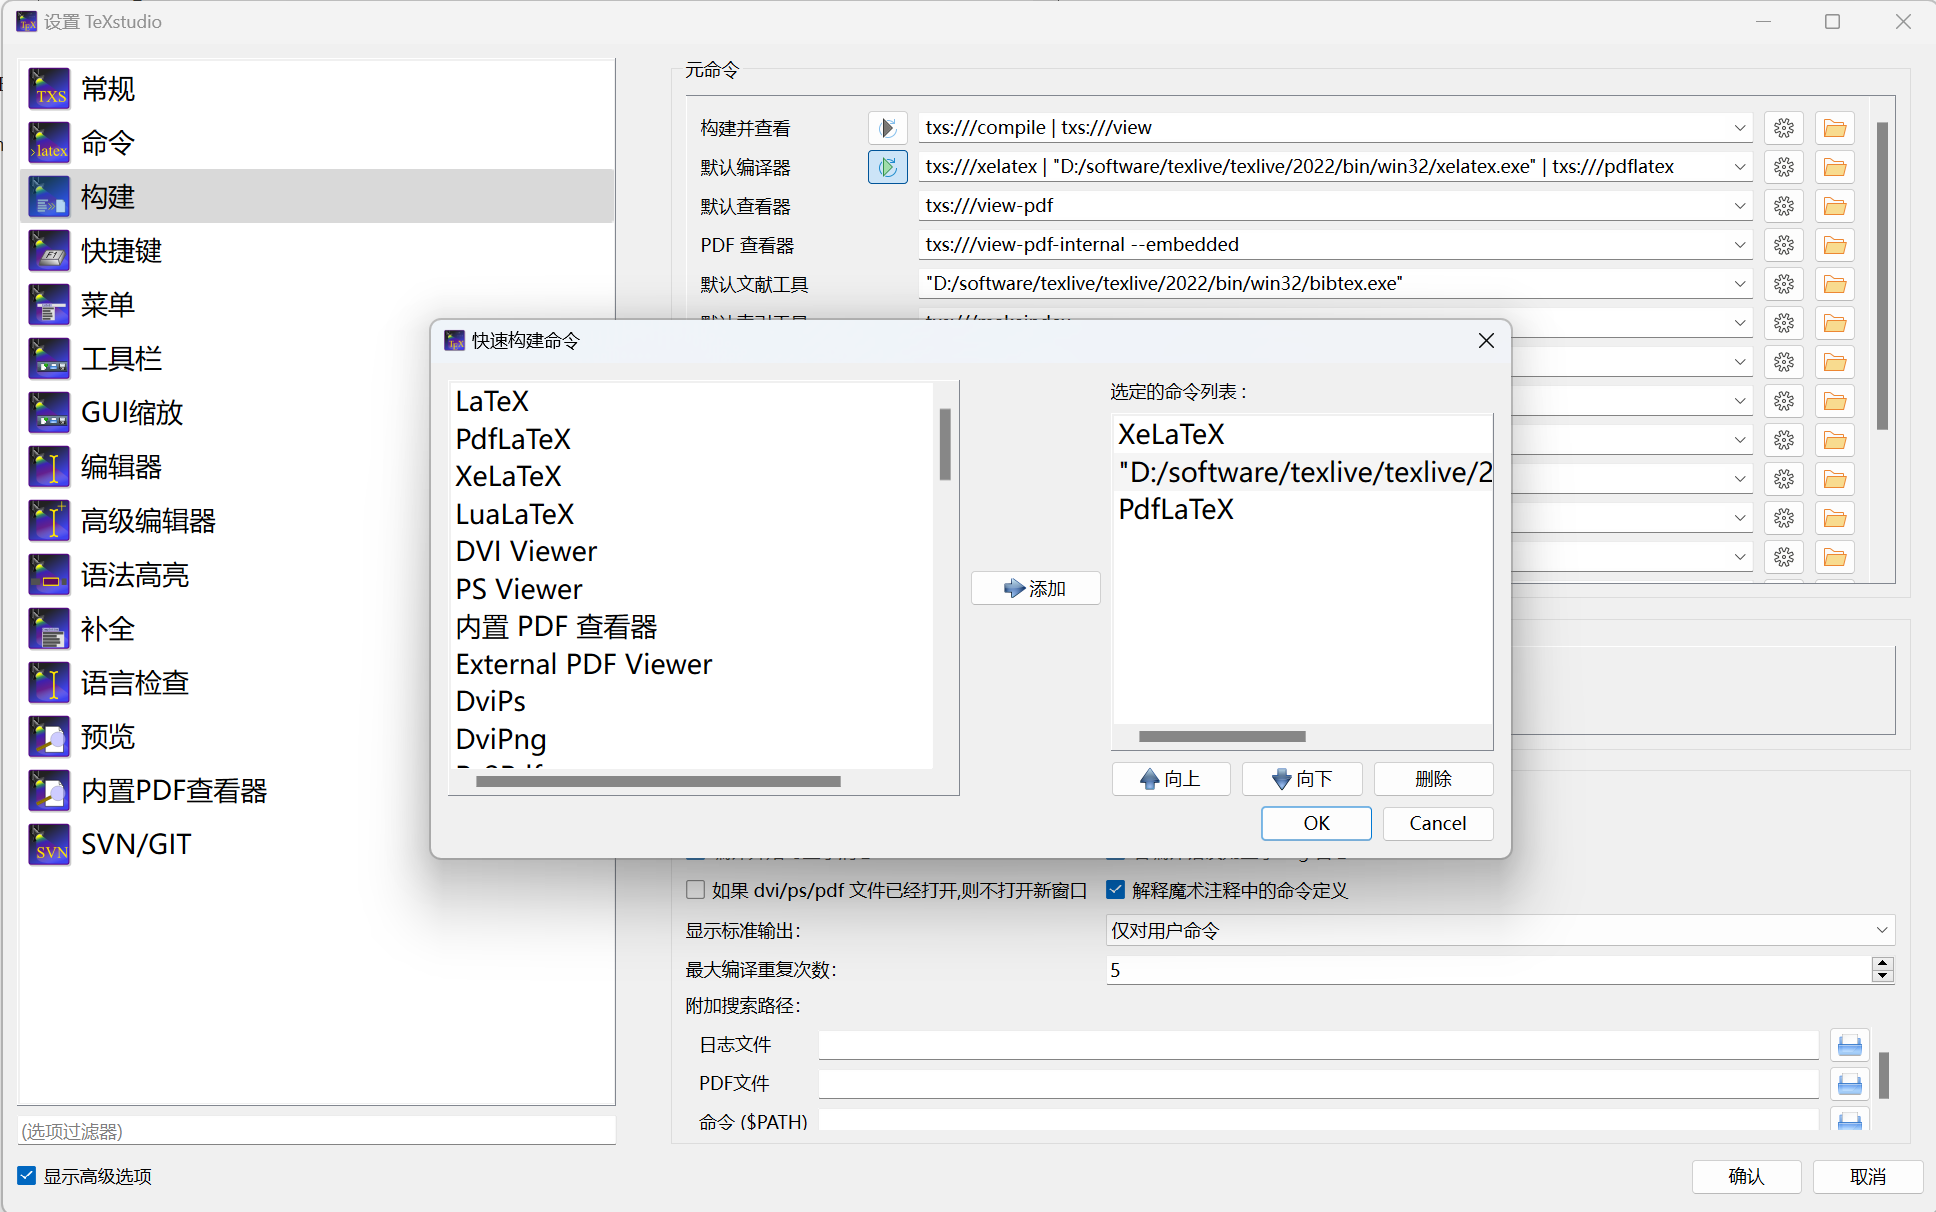 设置 TeXstudio
常规
命令
构建
快捷键
菜单
工具栏
GUI缩放
编辑器
高级编辑器
语法高亮
补全
语言检查
预览
内置PDF查看器
SVN/GIT
(选项过滤器)
显示高级选项
元命令
构建并查看 txs:///compile | txs:///view
默认编译器 txs:///xelatex | "D:/software/texlive/texlive/2022/bin/win32/xelatex.exe" | txs:///pdflatex
默认查看器 txs:///view-pdf
PDF 查看器 txs:///view-pdf-internal --embedded
默认文献工具 "D:/software/texlive/texlive/2022/bin/win32/bibtex.exe"
默认索引工具 txs:///makeindex
快速构建命令
LaTeX
PdfLaTeX
XeLaTeX
LuaLaTeX
DVI Viewer
PS Viewer
内置 PDF 查看器
External PDF Viewer
DviPs
DviPng
添加
选定的命令列表：
XeLaTeX
"D:/software/texlive/texlive/2
PdfLaTeX
向上
向下
删除
OK
Cancel
如果 dvi/ps/pdf 文件已经打开,则不打开新窗口
解释魔术注释中的命令定义
显示标准输出： 仅对用户命令
最大编译重复次数： 5
附加搜索路径：
日志文件
PDF文件
命令 ($PATH)
确认
取消